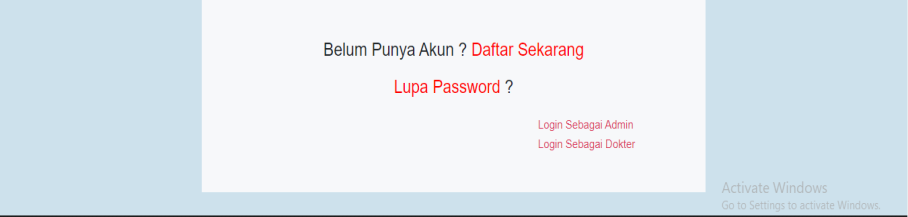 Belum Punya Akun ? Daftar Sekarang
Lupa Password ?
Login Sebagai Admin
Login Sebagai Dokter
Activate Windows
Go to Settings to activate Windows.